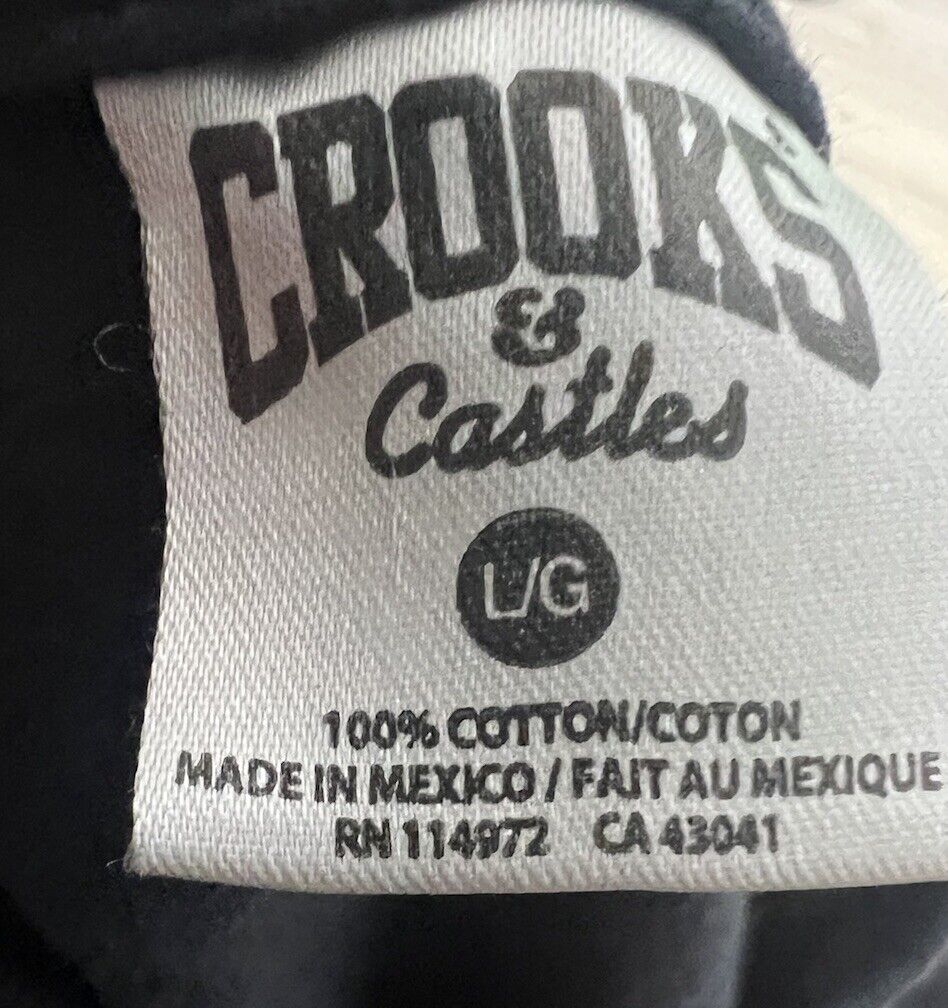 CROOKS
&
Castles
L/G
100% COTTON/COTON
MADE IN MEXICO / FAIT AU MEXIQUE
RN 114972 CA 43041